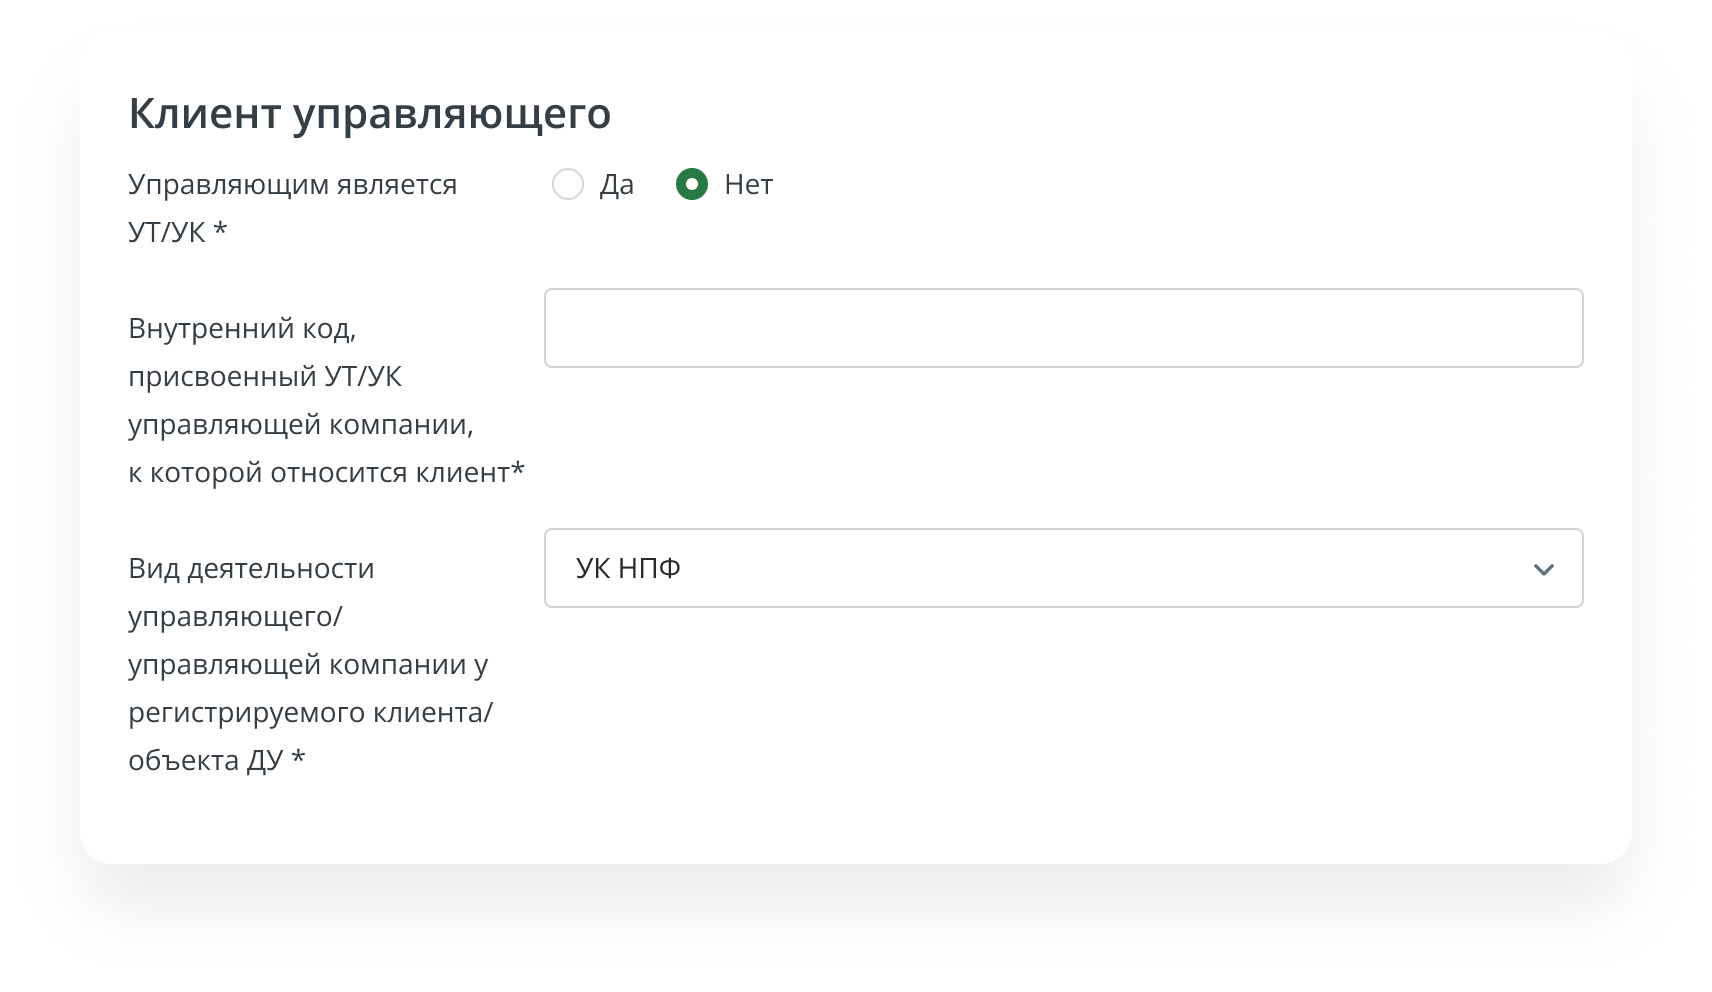 Клиент управляющего
Управляющим является
УТ/УК *
Да
Нет
Внутренний код,
присвоенный УТ/УК
управляющей компании,
к которой относится клиент*
Вид деятельности
управляющего/
управляющей компании у
регистрируемого клиента/
объекта ДУ *
УК НПФ